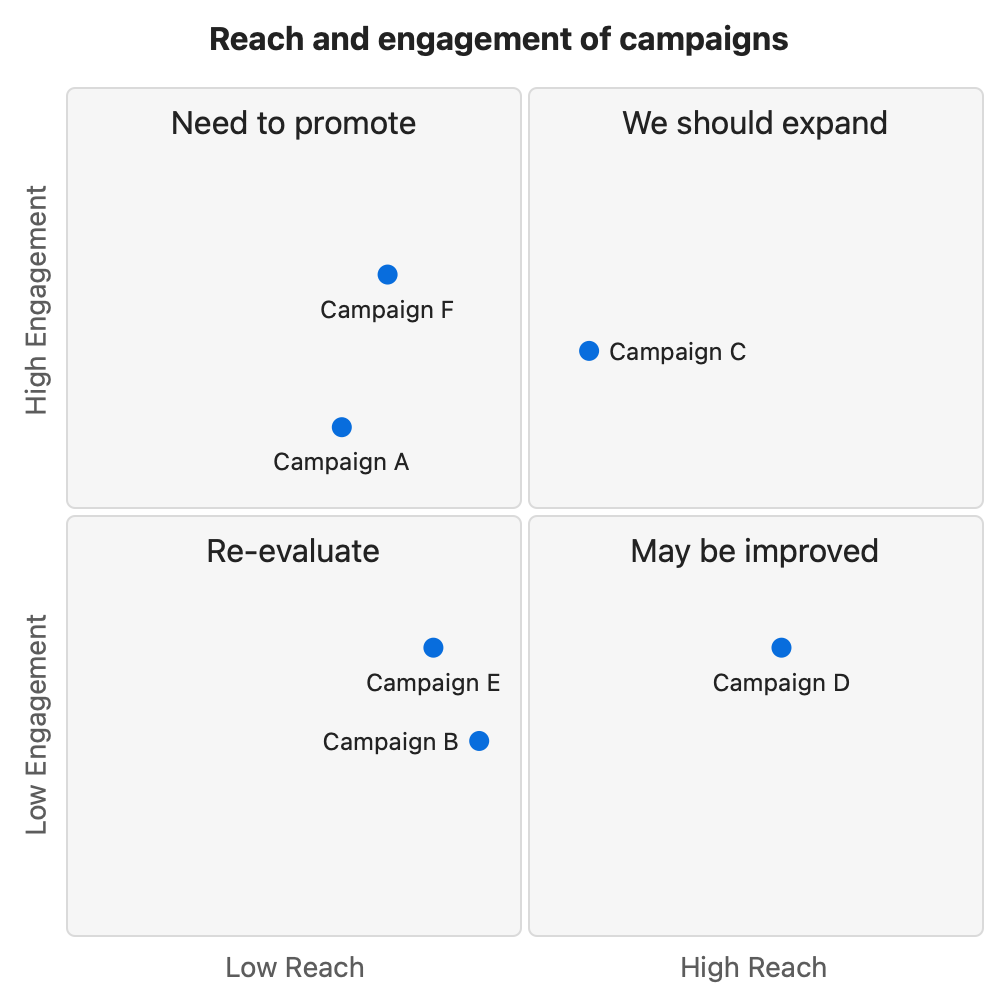 Reach and engagement of campaigns
Need to promote
We should expand
High Engagement
Campaign F
Campaign C
Campaign A
Re-evaluate
May be improved
Low Engagement
Campaign E
Campaign D
Campaign B
Low Reach
High Reach